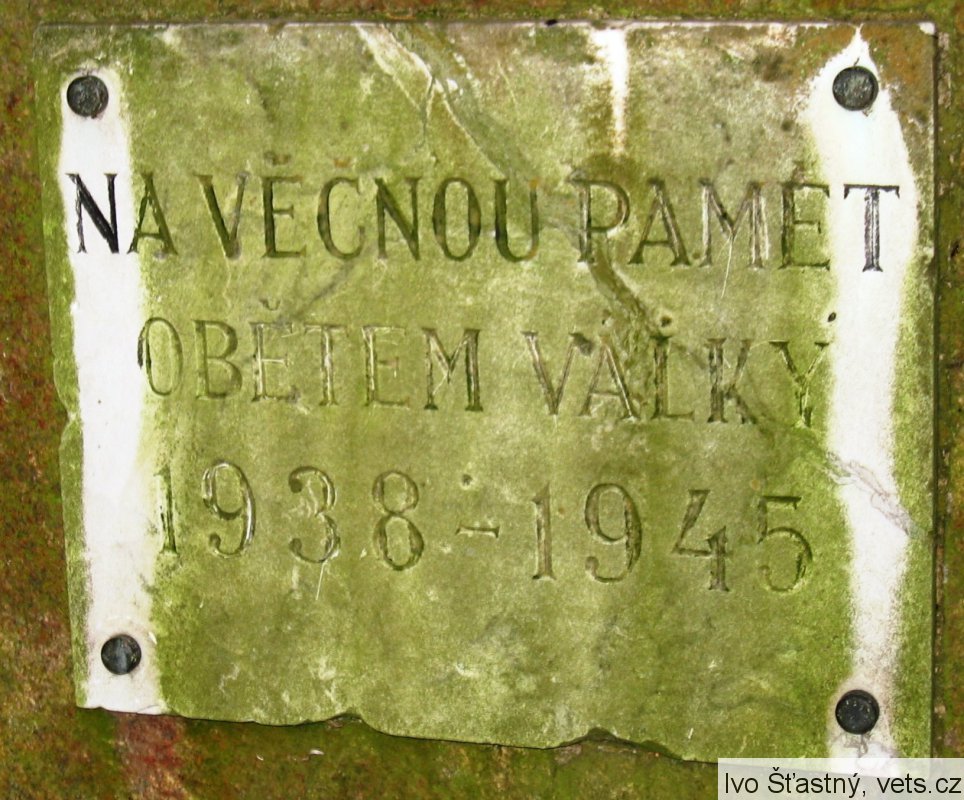 NA VĚČNOU PAMĚT
OBĚTEM VÁLKY
1938-1945
Ivo Šťastný, vets.cz